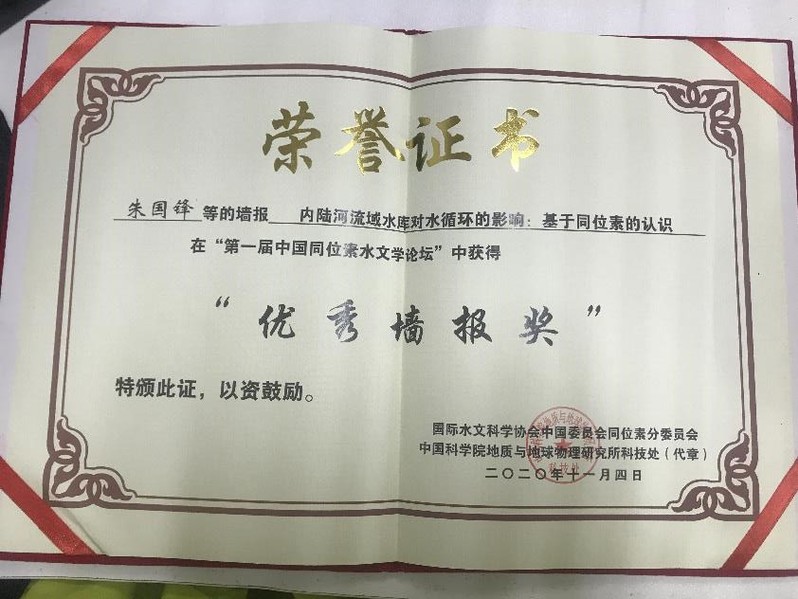 荣誉证书
朱国锋 等的墙报 内陆河流域水库对水循环的影响：基于同位素的认识
在“第一届中国同位素水文学论坛”中获得
“优秀墙报奖”
特颁此证，以资鼓励。
国际水文科学协会中国委员会同位素分委员会
中国科学院地质与地球物理研究所科技处（代章）
二〇二〇年十一月四日
科技处